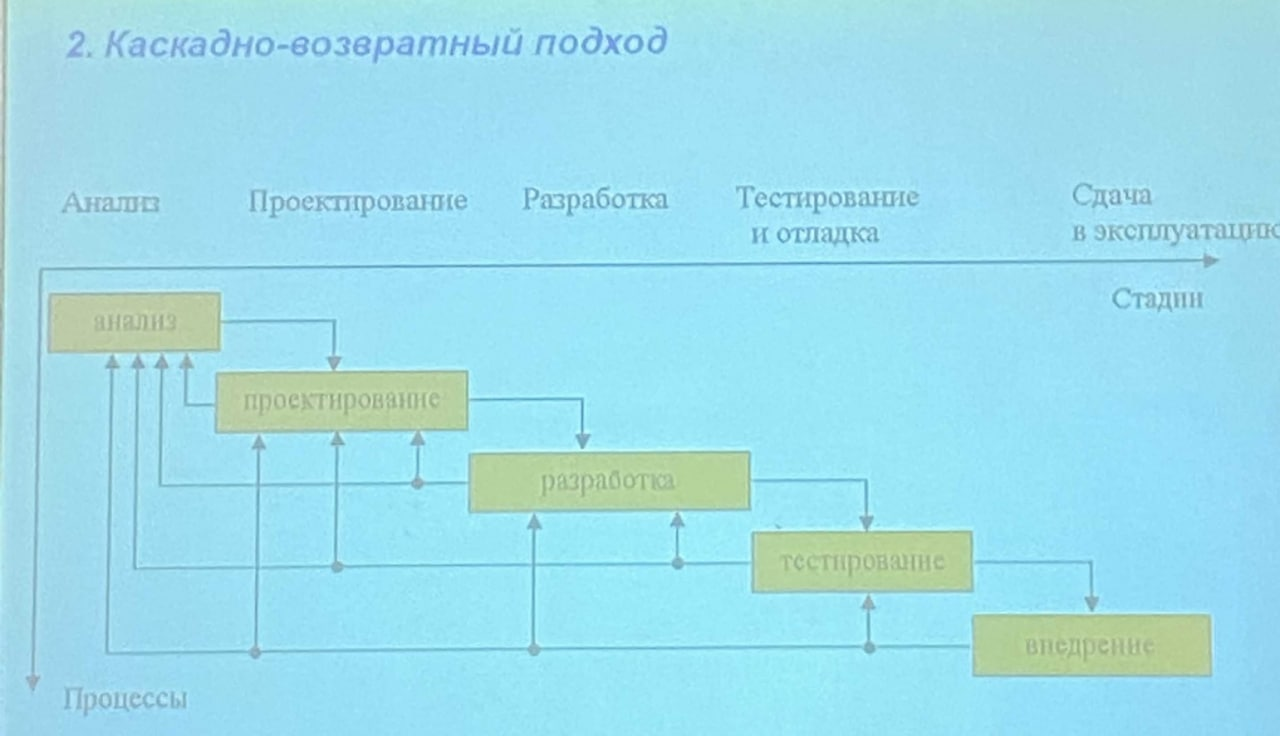 2. Каскадно-возвратный подход
Анализ
Проектирование
Разработка
Тестирование
и отладка
Сдача
в эксплуатацию
Стадии
анализ
проектирование
разработка
тестирование
внедрение
Процессы